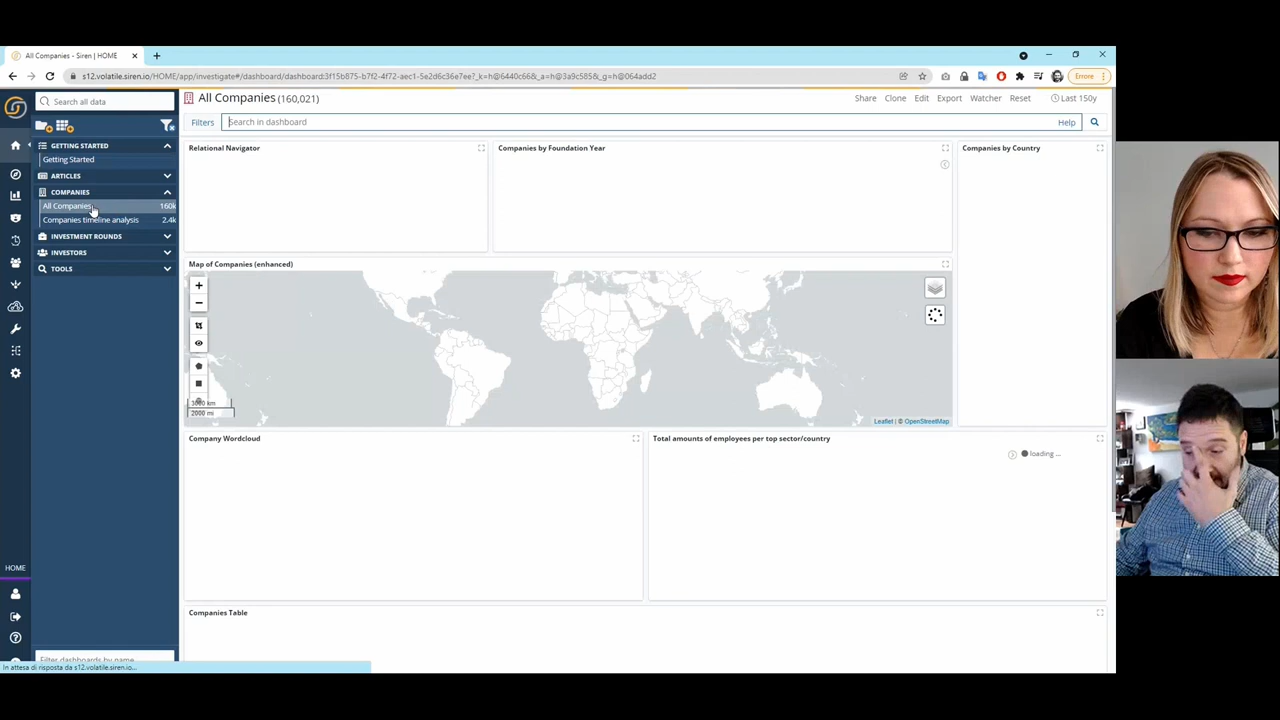 All Companies - Siren | HOME
s12.volatile.siren.io/HOME/app/investigate#/dashboard/dashboard:3f15b875-b7f2-4f72-aec1-5e2d6c36e7ee?_k=h@6440c66&_a=h@3a9c585&_g=h@064add2
Errore
Search all data
All Companies (160,021)
Share Clone Edit Export Watcher Reset Last 150y
Filters
Search in dashboard
Help
GETTING STARTED
Getting Started
ARTICLES
COMPANIES
All Companies 160k
Companies timeline analysis 2.4k
INVESTMENT ROUNDS
INVESTORS
TOOLS
HOME
Filter dashboards by name...
In attesa di risposta da s12.volatile.siren.io...
Relational Navigator
Companies by Foundation Year
Companies by Country
Map of Companies (enhanced)
3000 km
2000 mi
Leaflet | © OpenStreetMap
Company Wordcloud
Total amounts of employees per top sector/country
loading ...
Companies Table